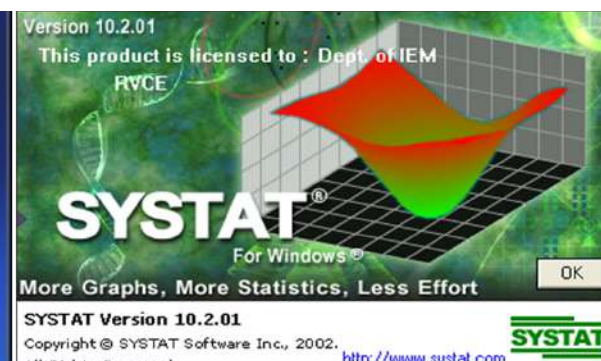 Version 10.2.01
This product is licensed to : Dept. of IEM
RVCE
SYSTAT®
For Windows®
OK
More Graphs, More Statistics, Less Effort
SYSTAT Version 10.2.01
Copyright © SYSTAT Software Inc., 2002.
SYSTAT
http://www.systat.com